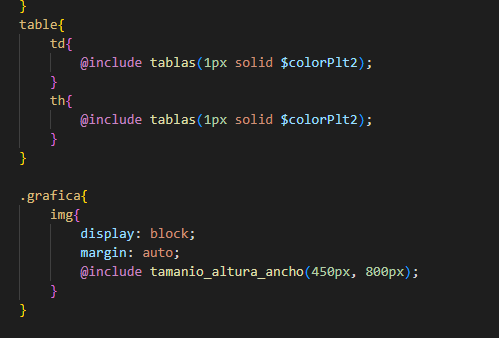 }
table{
td{
@include tablas(1px solid $colorPlt2);
}
th{
@include tablas(1px solid $colorPlt2);
}
}
.grafica{
img{
display: block;
margin: auto;
@include tamanio_altura_ancho(450px, 800px);
}
}